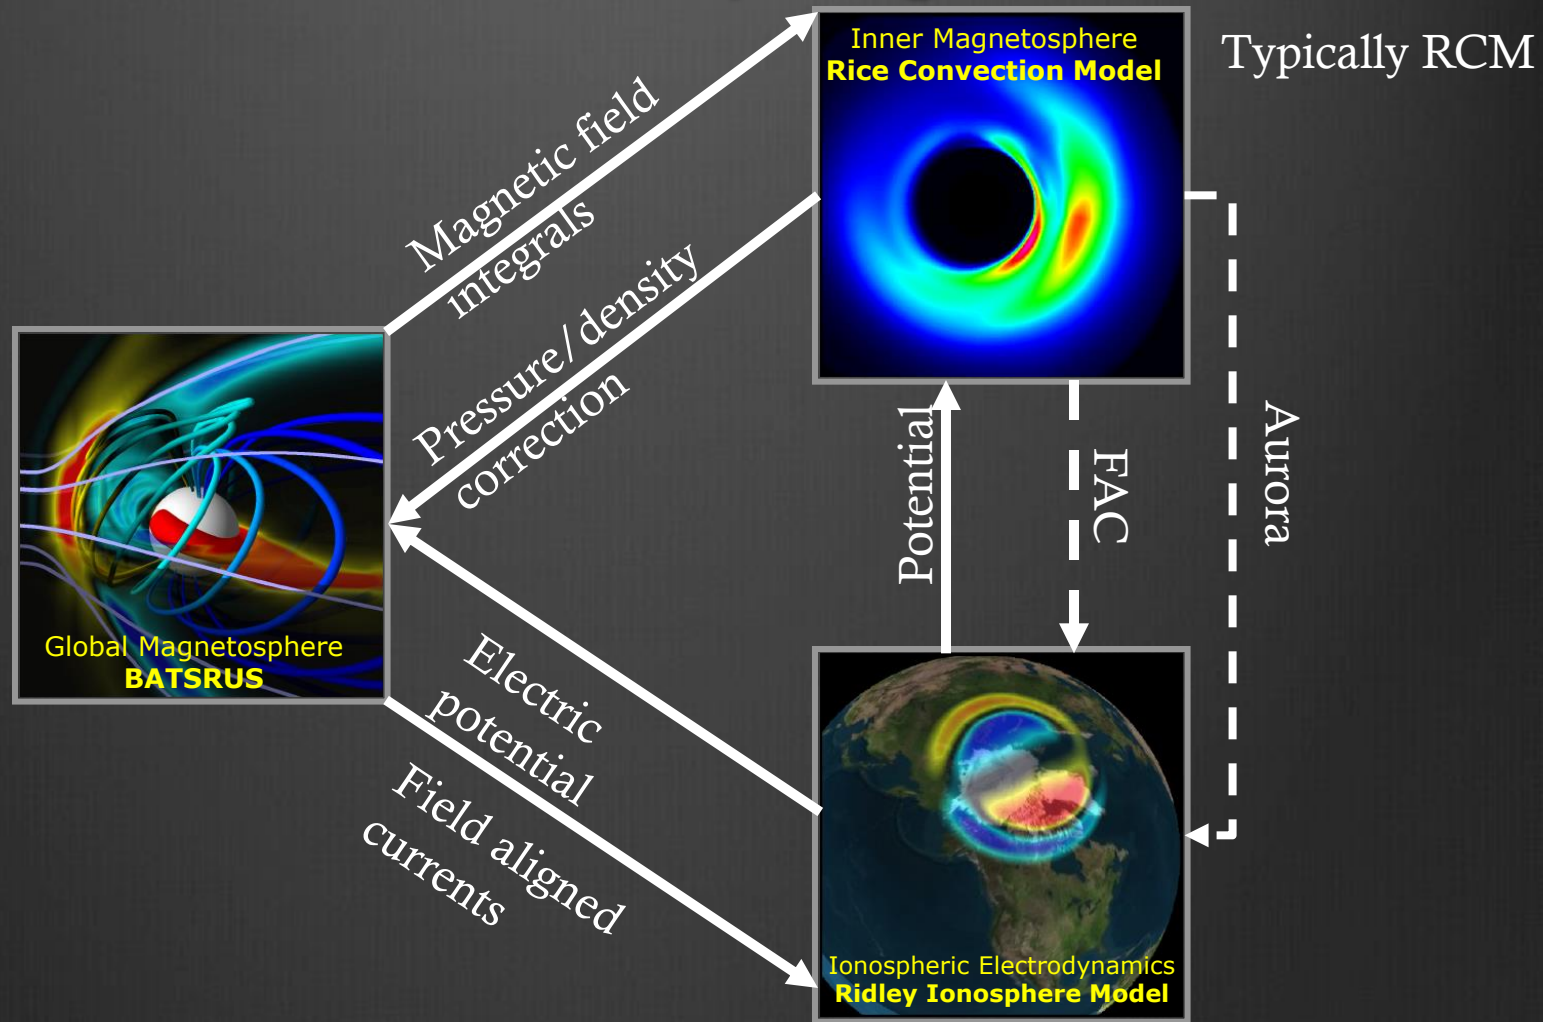 Inner Magnetosphere
Rice Convection Model
Typically RCM
Magnetic field
integrals
Pressure/density
correction
Potential
FAC
Aurora
Global Magnetosphere
BATSRUS
Electric
potential
Field aligned
currents
Ionospheric Electrodynamics
Ridley Ionosphere Model